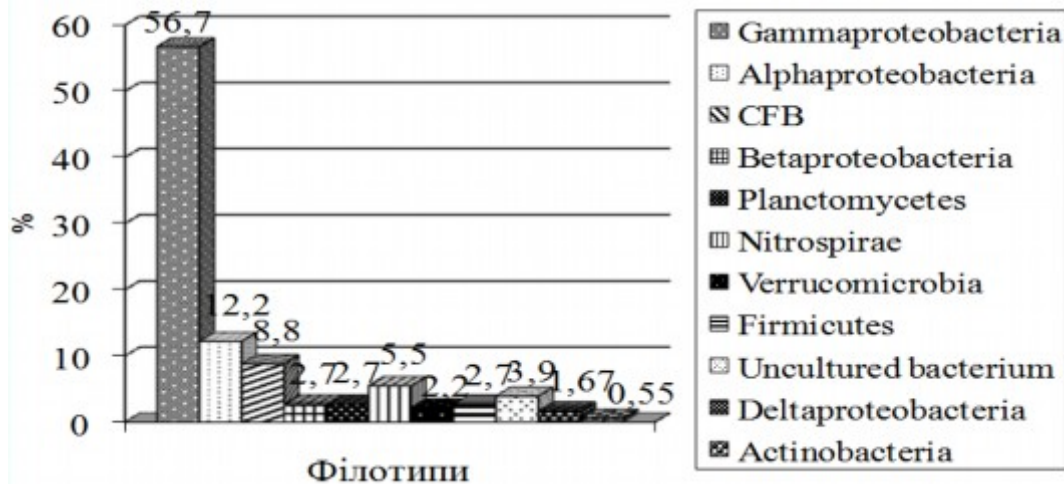 60
50
40
30
20
10
0
%
56,7
12,2
8,8
2,7
2,7
5,5
2,2
2,7
3,9
1,67
0,55
Філотипи
Gammaproteobacteria
Alphaproteobacteria
CFB
Betaproteobacteria
Planctomycetes
Nitrospirae
Verrucomicrobia
Firmicutes
Uncultured bacterium
Deltaproteobacteria
Actinobacteria